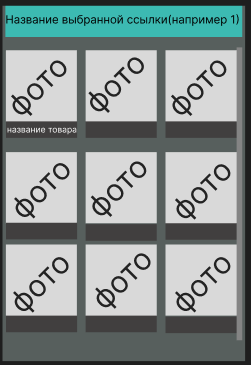 Название выбранной ссылки(например 1)
фото фото фото
название товара
фото фото фото
фото фото фото